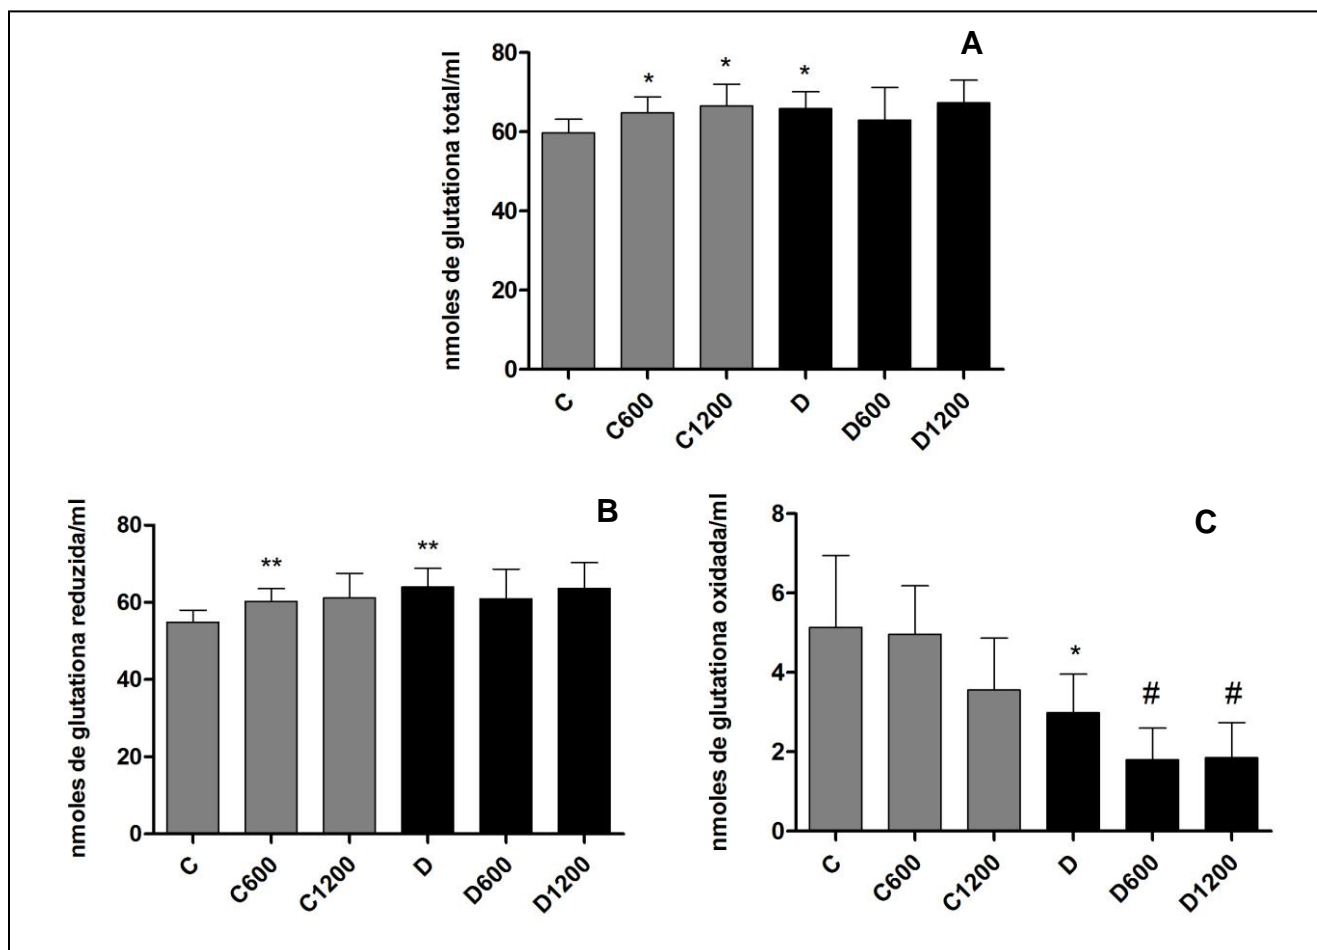 A
nmoles de glutationa total/ml
80
60
40
20
0
* * *
C C600 C1200 D D600 D1200
B
nmoles de glutationa reduzida/ml
80
60
40
20
0
** **
C C600 C1200 D D600 D1200
C
nmoles de glutationa oxidada/ml
8
6
4
2
0
* # #
C C600 C1200 D D600 D1200